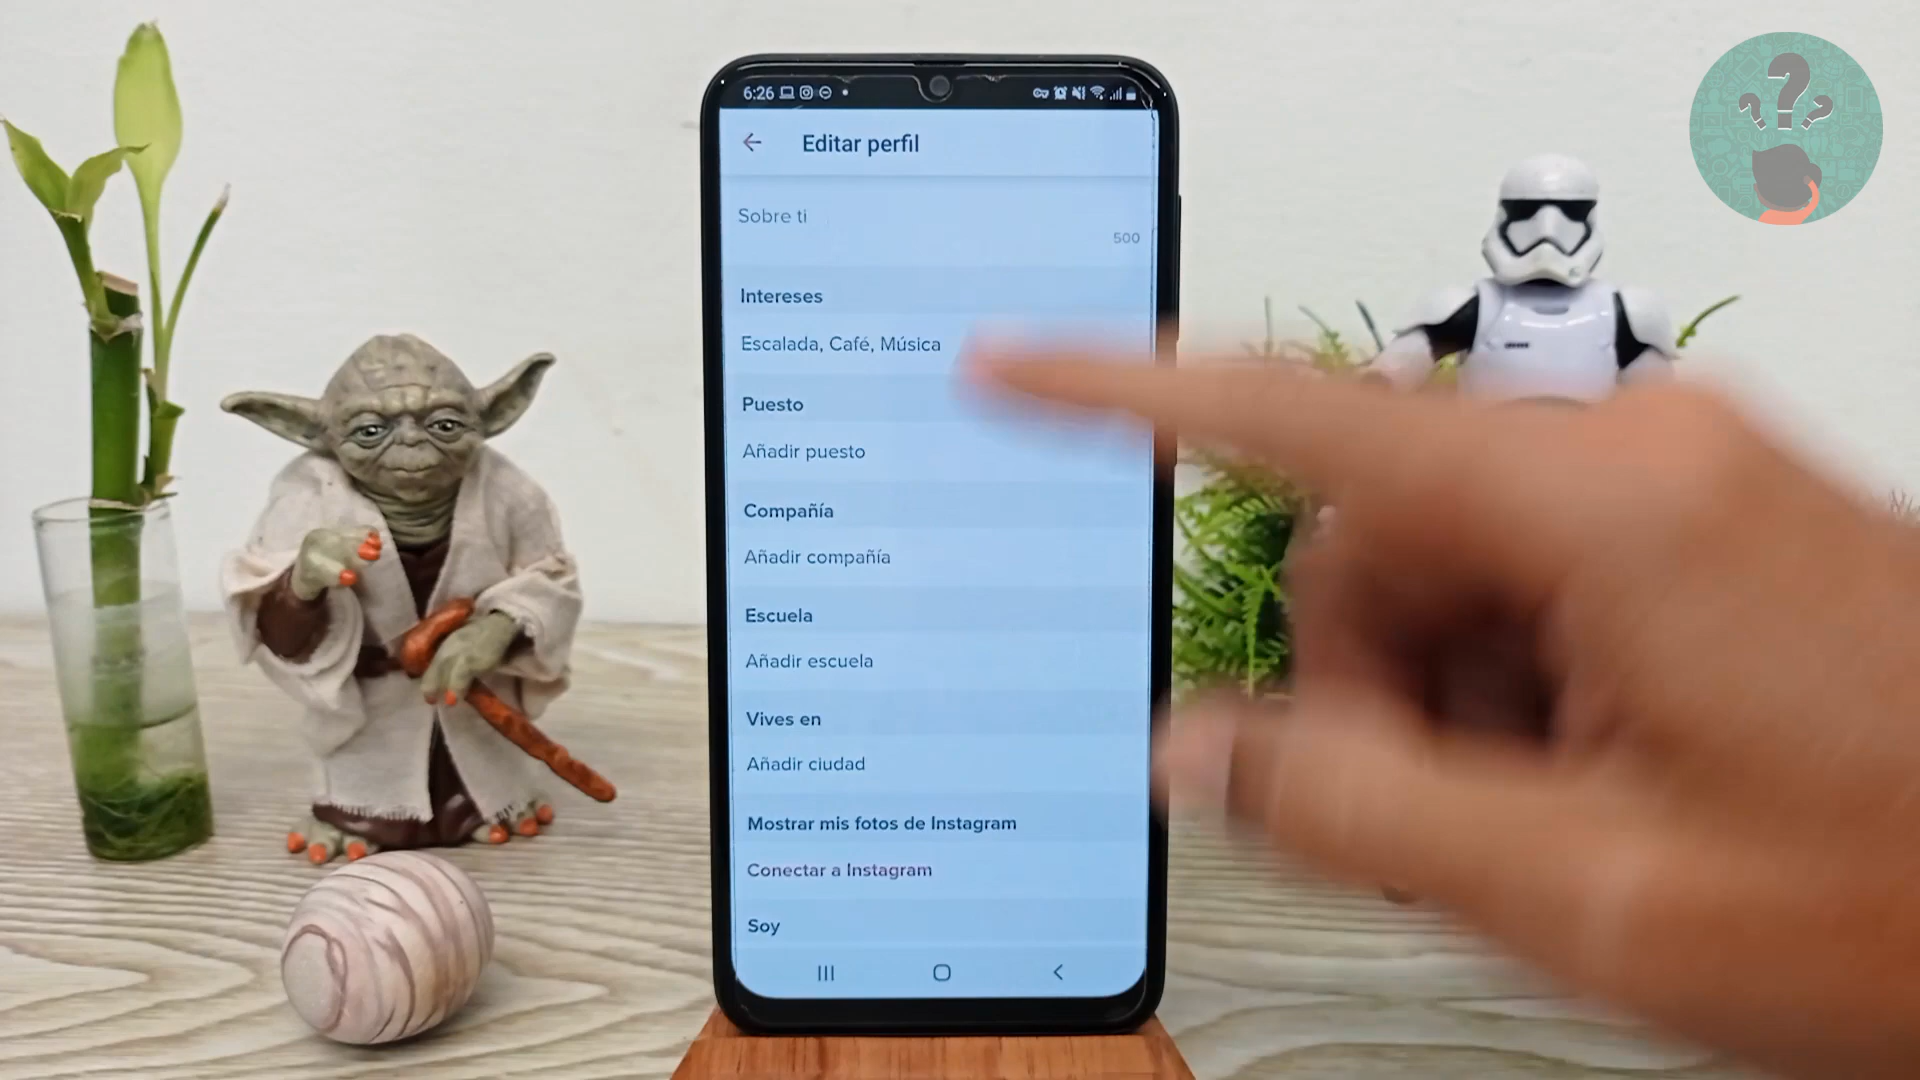 6:26
Editar perfil
Sobre ti
500
Intereses
Escalada, Café, Música
Puesto
Añadir puesto
Compañía
Añadir compañía
Escuela
Añadir escuela
Vives en
Añadir ciudad
Mostrar mis fotos de Instagram
Conectar a Instagram
Soy